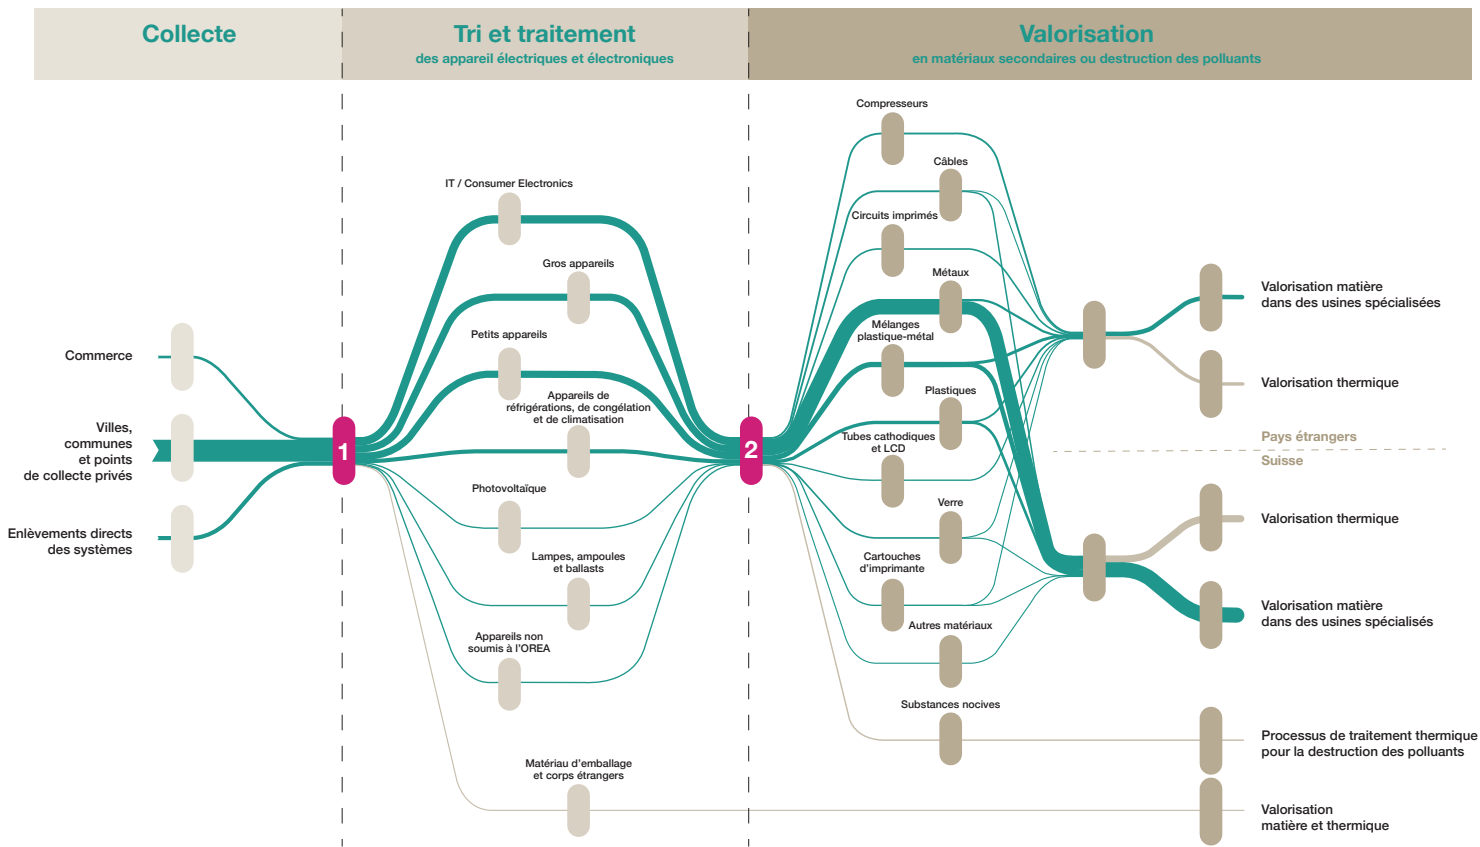 Collecte
Tri et traitement
des appareil électriques et électroniques
Valorisation
en matériaux secondaires ou destruction des polluants
Commerce
Villes,
communes
et points
de collecte privés
Enlèvements directs
des systèmes
1
IT / Consumer Electronics
Gros appareils
Petits appareils
Appareils de
réfrigérations, de congélation
et de climatisation
Photovoltaïque
Lampes, ampoules
et ballasts
Appareils non
soumis à l’OREA
Matériau d’emballage
et corps étrangers
2
Compresseurs
Câbles
Circuits imprimés
Métaux
Mélanges
plastique-métal
Plastiques
Tubes cathodiques
et LCD
Verre
Cartouches
d’imprimante
Autres matériaux
Substances nocives
Valorisation matière
dans des usines spécialisées
Valorisation thermique
Pays étrangers
Suisse
Valorisation thermique
Valorisation matière
dans des usines spécialisés
Processus de traitement thermique
pour la destruction des polluants
Valorisation
matière et thermique